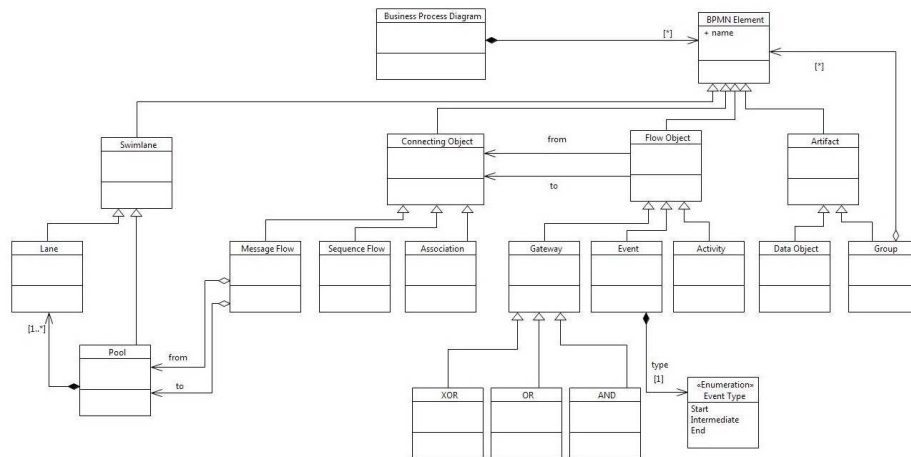 Business Process Diagram
BPMN Element
+ name
[*]
[*]
Swimlane
Connecting Object
from
to
Flow Object
Artifact
Lane
Message Flow
Sequence Flow
Association
Gateway
Event
Activity
Data Object
Group
[1..*]
Pool
from
to
type
[1]
XOR
OR
AND
«Enumeration»
Event Type
Start
Intermediate
End